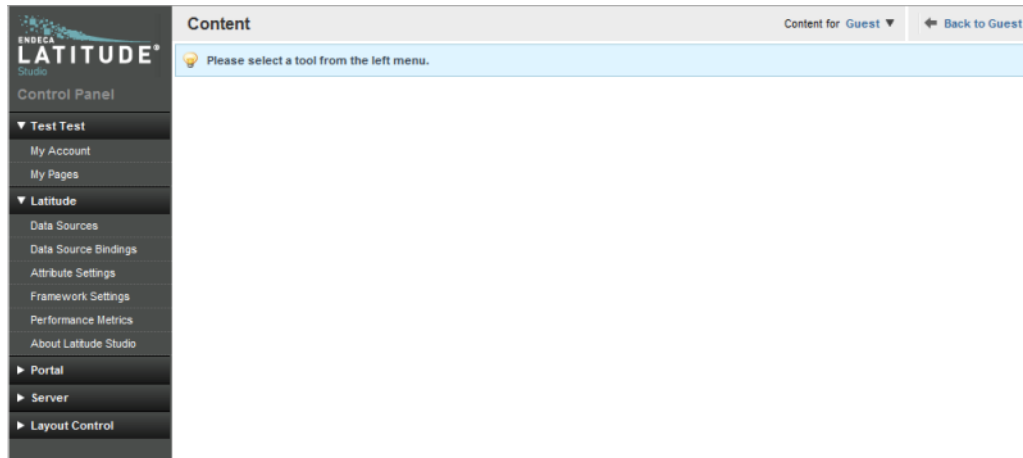 ENDECA
LATITUDE®
Studio
Control Panel
Test Test
My Account
My Pages
Latitude
Data Sources
Data Source Bindings
Attribute Settings
Framework Settings
Performance Metrics
About Latitude Studio
Portal
Server
Layout Control
Content
Content for Guest
Back to Guest
Please select a tool from the left menu.